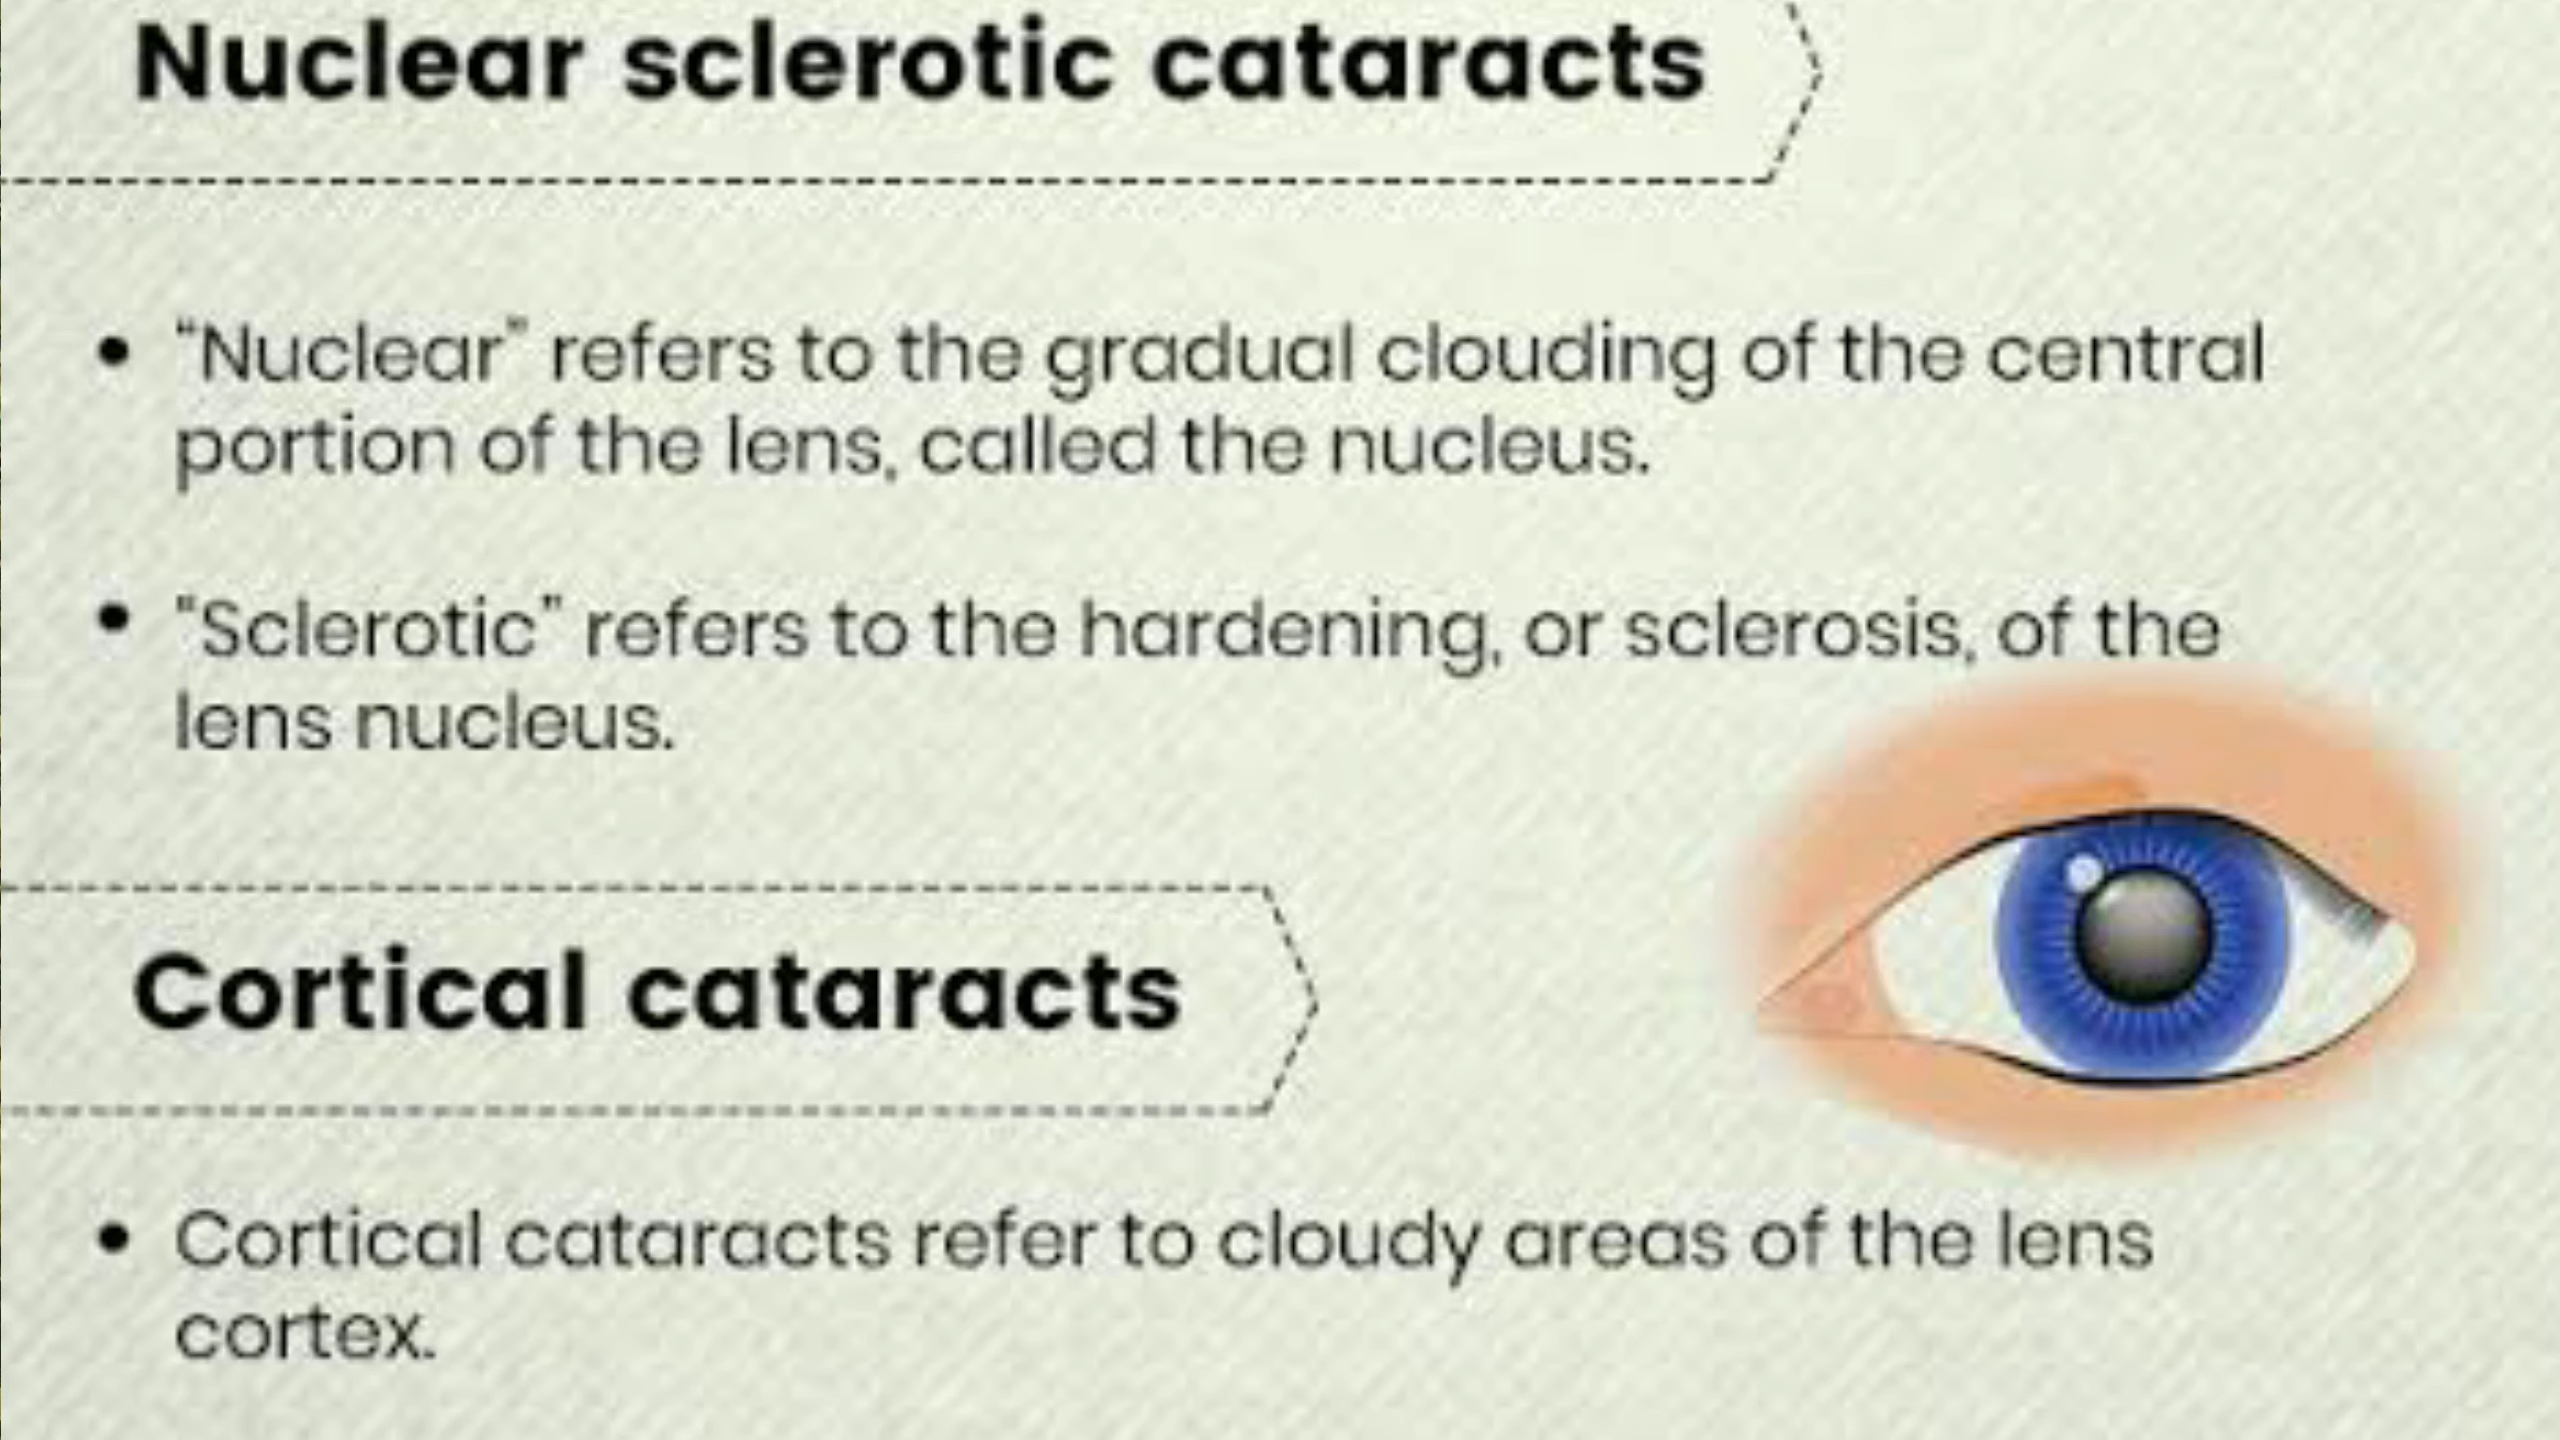 Nuclear sclerotic cataracts
• “Nuclear” refers to the gradual clouding of the central
portion of the lens, called the nucleus.
• “Sclerotic” refers to the hardening, or sclerosis, of the
lens nucleus.
Cortical cataracts
• Cortical cataracts refer to cloudy areas of the lens
cortex.